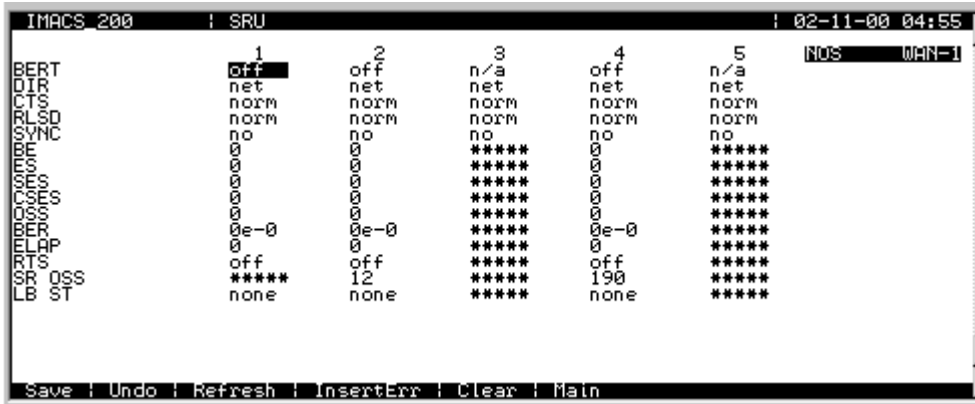 IMACS_200 | SRU | 02-11-00 04:55
1 2 3 4 5 NOS WAN-1
BERT off off n/a off n/a
DIR net net net net net
CTS norm norm norm norm norm
RLSD norm norm norm norm norm
SYNC no no no no no
BE 0 0 ***** 0 *****
ES 0 0 ***** 0 *****
SES 0 0 ***** 0 *****
CSES 0 0 ***** 0 *****
OSS 0 0 ***** 0 *****
BER 0e-0 0e-0 ***** 0e-0 *****
ELAP 0 0 ***** 0 *****
RTS off off ***** off *****
SR OSS ***** 12 ***** 190 *****
LB ST none none ***** none *****
Save | Undo | Refresh | InsertErr | Clear | Main